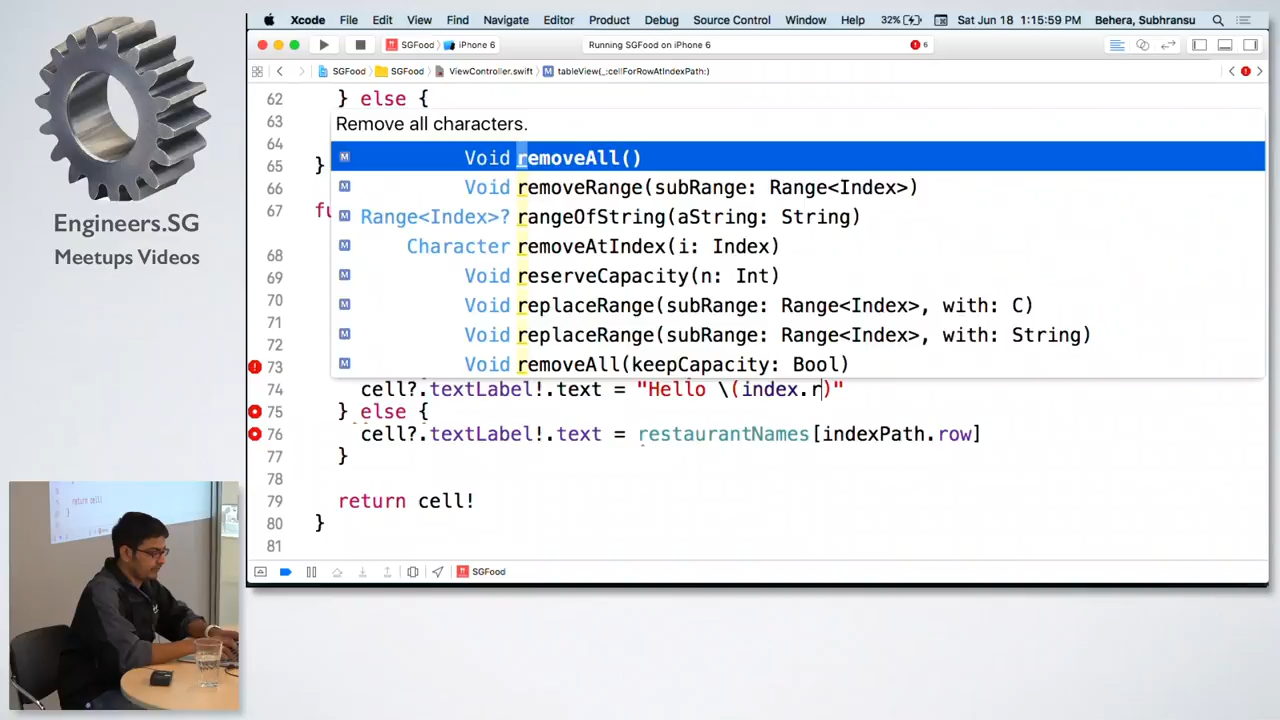 Xcode File Edit View Find Navigate Editor Product Debug Source Control Window Help 32% Sat Jun 18 1:15:59 PM Behera, Subhransu
SGFood iPhone 6 Running SGFood on iPhone 6 6
SGFood SGFood ViewController.swift M tableView(_:cellForRowAtIndexPath:)
62 } else {
63 Remove all characters.
64 M Void removeAll()
65 }
66 M Void removeRange(subRange: Range<Index>)
67 fu M Range<Index>? rangeOfString(aString: String)
M Character removeAtIndex(i: Index)
68
69 M Void reserveCapacity(n: Int)
70 M Void replaceRange(subRange: Range<Index>, with: C)
71
72 M Void replaceRange(subRange: Range<Index>, with: String)
73 M Void removeAll(keepCapacity: Bool)
74 cell?.textLabel!.text = "Hello \(index.r)"
75 } else {
76 cell?.textLabel!.text = restaurantNames[indexPath.row]
77 }
78
79 return cell!
80 }
81
SGFood
Engineers.SG
Meetups Videos
return cell!
}